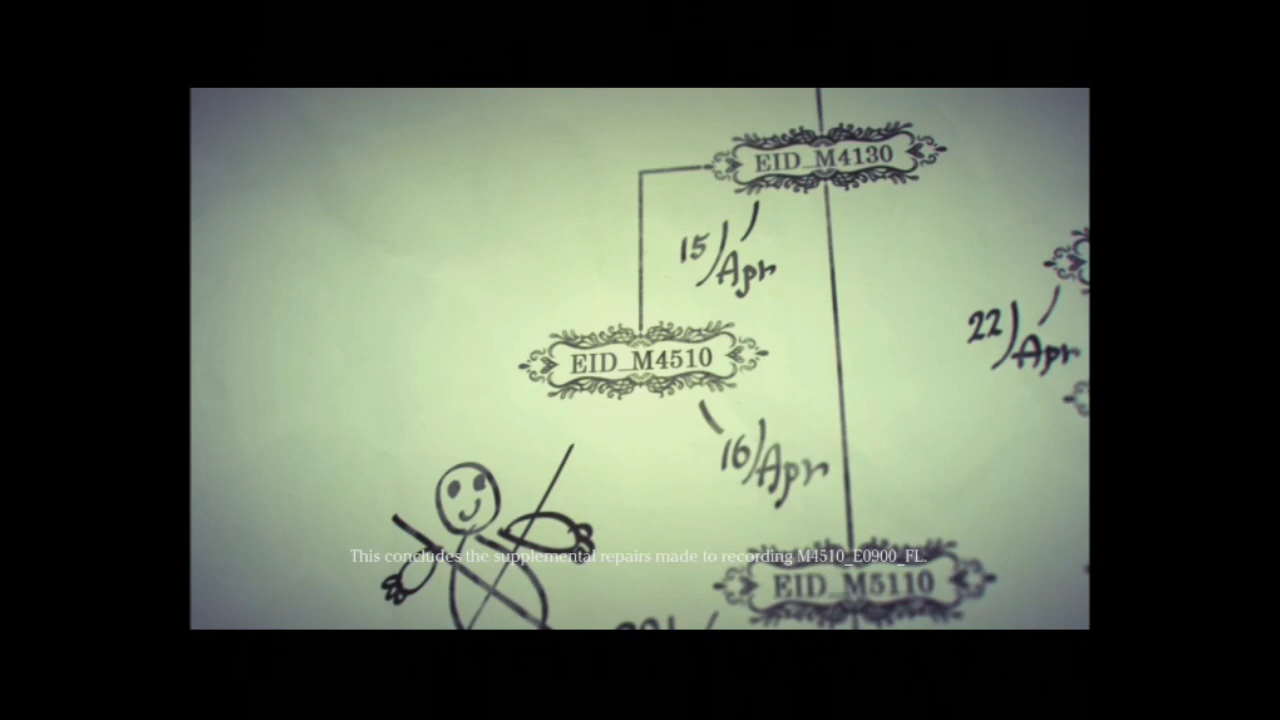 EID_M4130
15/Apr
22/Apr
EID_M4510
16/Apr
This concludes the supplemental repairs made to recording M4510_E0900_FL.
EID_M5110